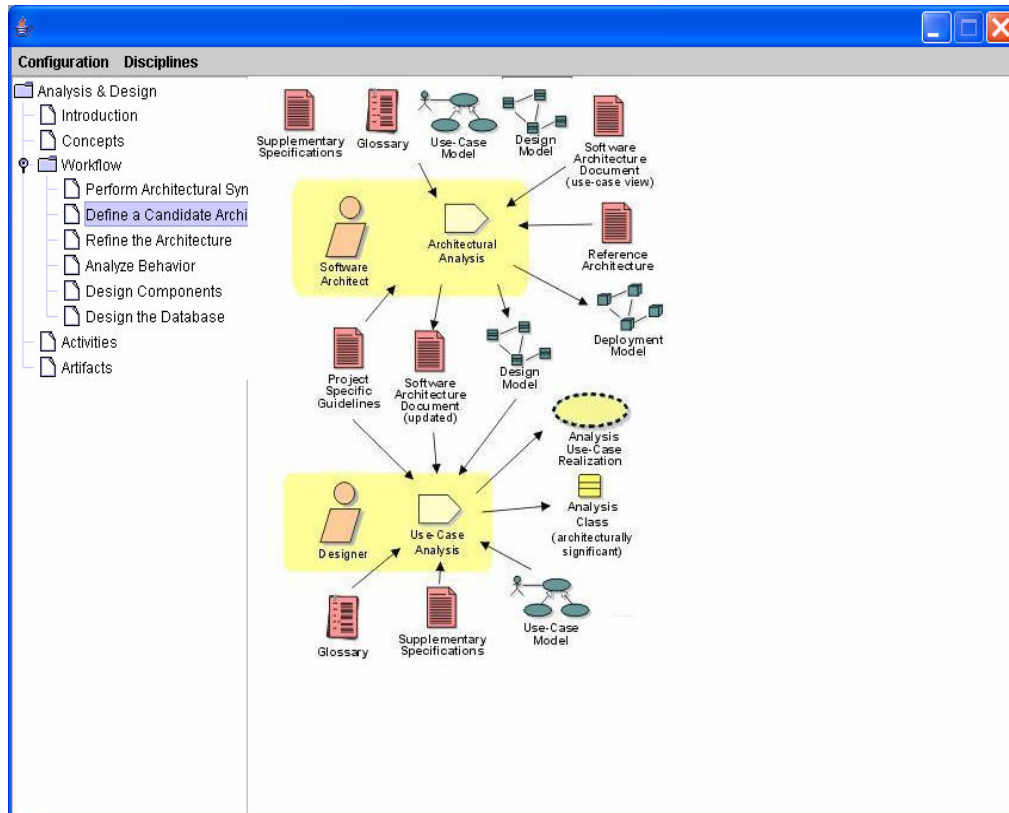 Configuration Disciplines
Analysis & Design
Introduction
Concepts
Workflow
Perform Architectural Syn
Define a Candidate Archi
Refine the Architecture
Analyze Behavior
Design Components
Design the Database
Activities
Artifacts
Supplementary
Specifications
Glossary
Use-Case
Model
Design
Model
Software
Architecture
Document
(use-case view)
Software
Architect
Architectural
Analysis
Reference
Architecture
Deployment
Model
Project
Specific
Guidelines
Software
Architecture
Document
(updated)
Design
Model
Analysis
Use-Case
Realization
Designer
Use-Case
Analysis
Analysis
Class
(architecturally
significant)
Glossary
Supplementary
Specifications
Use-Case
Model